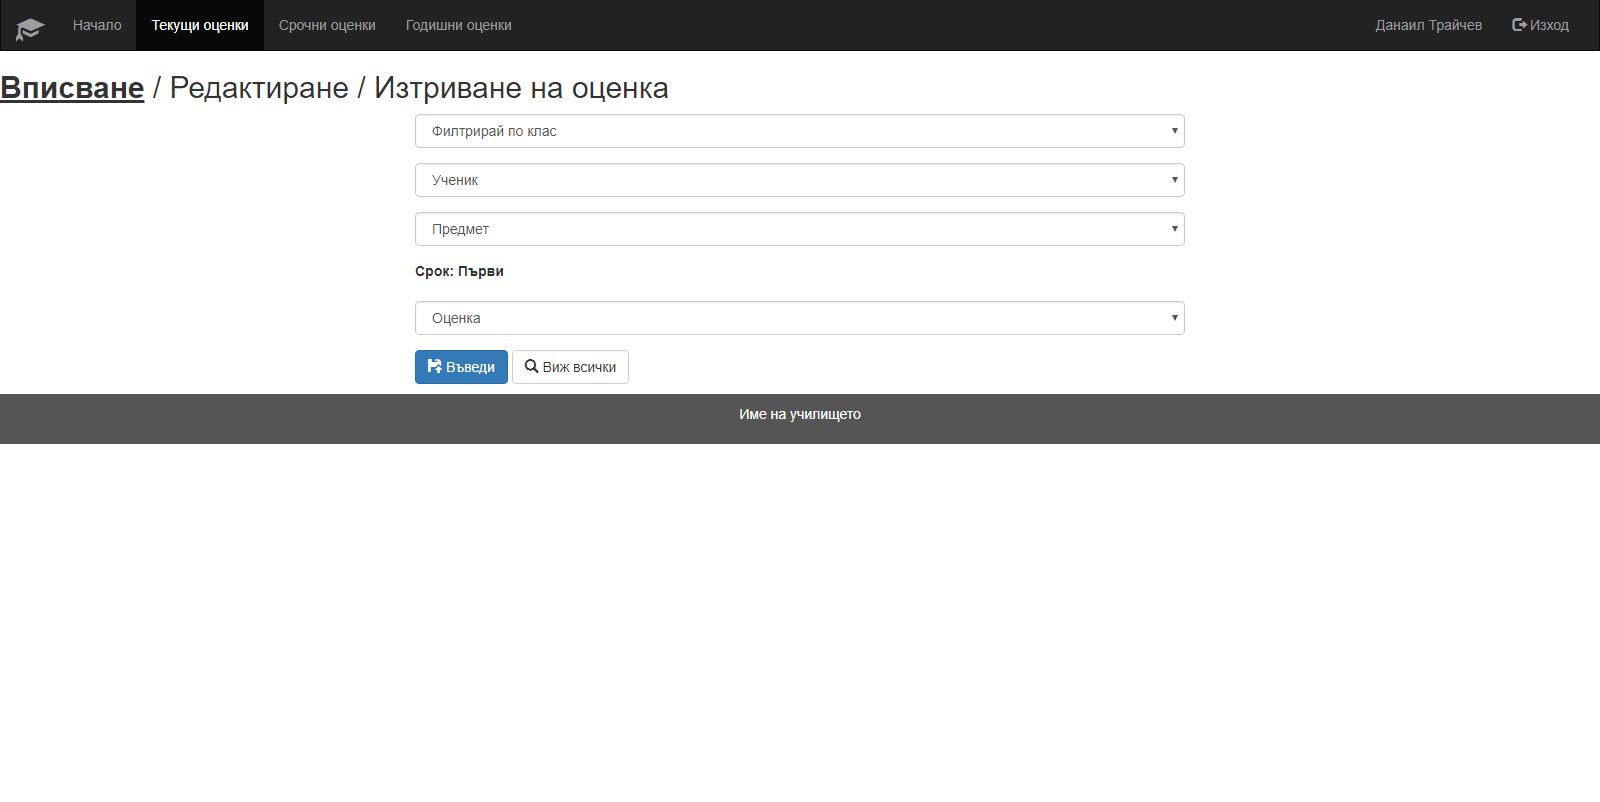 Начало Текущи оценки Срочни оценки Годишни оценки Данаил Трайчев Изход
Вписване / Редактиране / Изтриване на оценка
Филтрирай по клас
Ученик
Предмет
Срок: Първи
Оценка
Въведи Виж всички
Име на училището